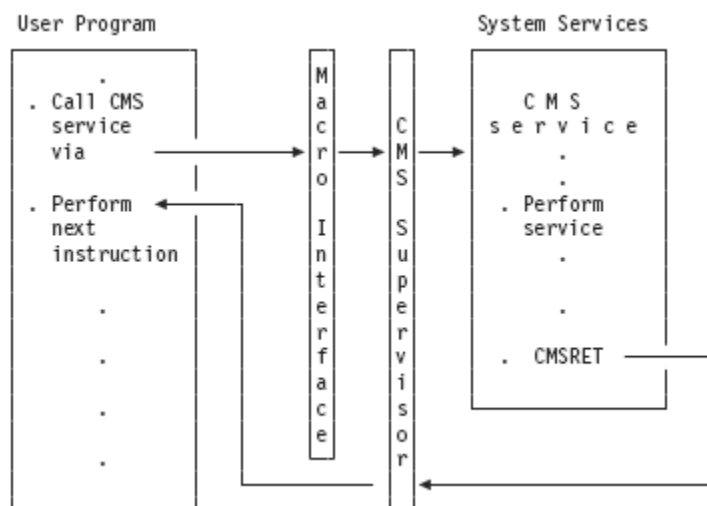 User Program
System Services
. Call CMS
service
via
. Perform
next
instruction
Macro Interface
CMS Supervisor
C M S
s e r v i c e
. Perform
service
. CMSRET